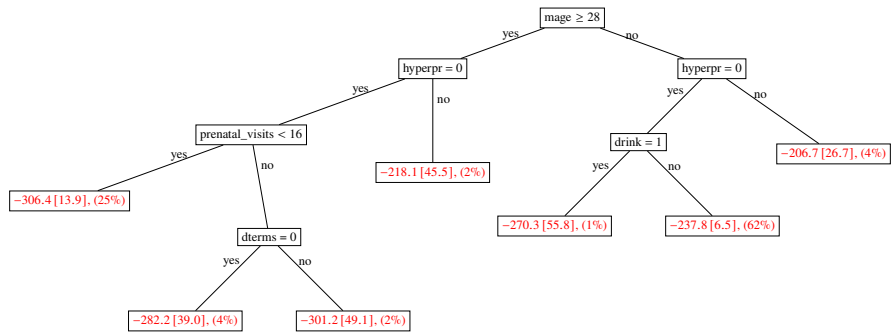 mage ≥ 28
yes
no
hyperpr = 0
hyperpr = 0
yes
no
yes
no
prenatal_visits < 16
drink = 1
−206.7 [26.7], (4%)
yes
no
−218.1 [45.5], (2%)
yes
no
−306.4 [13.9], (25%)
−270.3 [55.8], (1%)
−237.8 [6.5], (62%)
dterms = 0
yes
no
−282.2 [39.0], (4%)
−301.2 [49.1], (2%)